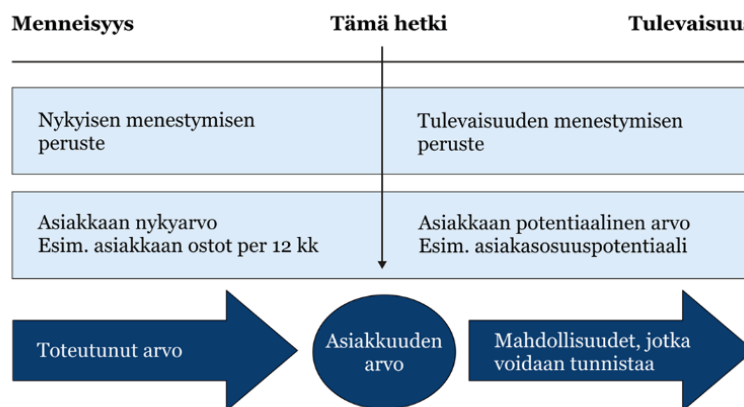 Menneisyys
Tämä hetki
Tulevaisuus
Nykyisen menestymisen
peruste
Tulevaisuuden menestymisen
peruste
Asiakkaan nykyarvo
Esim. asiakkaan ostot per 12 kk
Asiakkaan potentiaalinen arvo
Esim. asiakasosuuspotentiaali
Toteutunut arvo
Asiakkuuden
arvo
Mahdollisuudet, jotka
voidaan tunnistaa